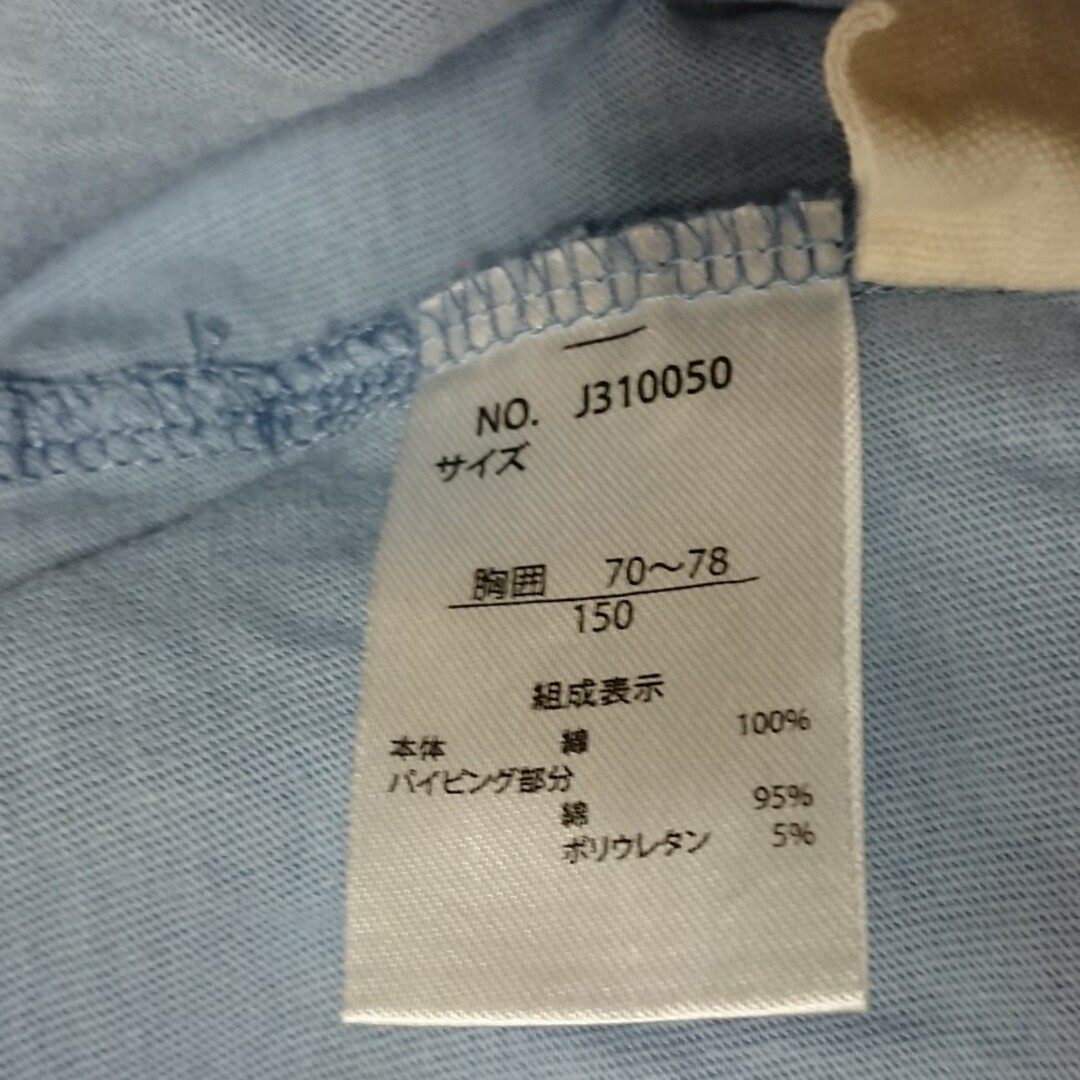 NO. J310050
サイズ
胸囲 70～78
150
組成表示
本体 綿 100%
パイピング部分
綿 95%
ポリウレタン 5%